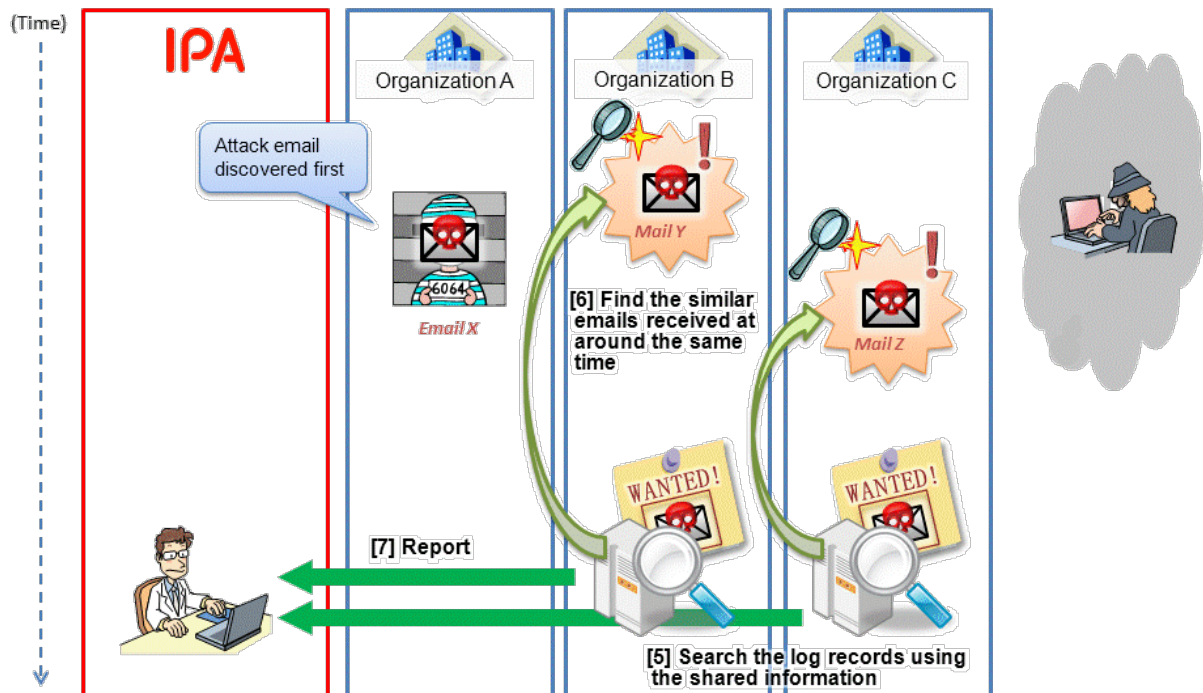 (Time)
IPA
Organization A
Organization B
Organization C
Attack email
discovered first
6064
Email X
Mail Y
Mail Z
[6] Find the similar
emails received at
around the same
time
WANTED!
WANTED!
[7] Report
[5] Search the log records using
the shared information